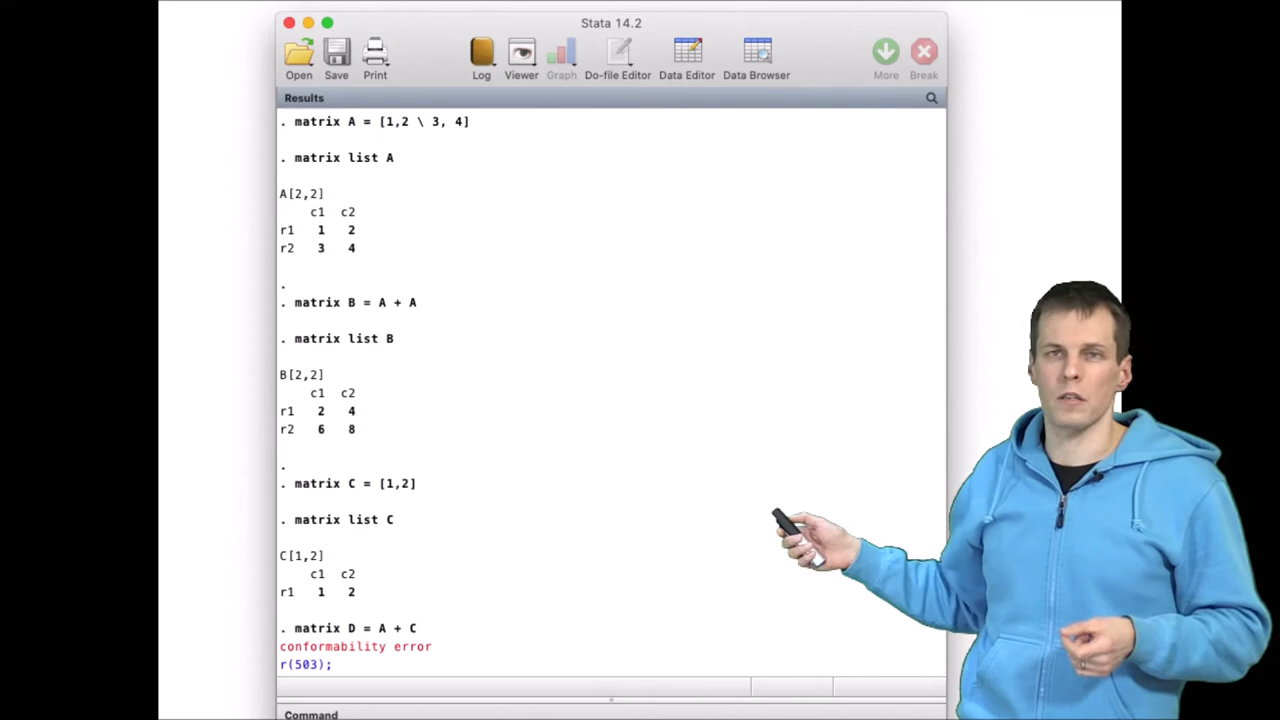 Stata 14.2
Open Save Print Log Viewer Graph Do-file Editor Data Editor Data Browser More Break
Results
. matrix A = [1,2 \ 3, 4]
. matrix list A
A[2,2]
c1 c2
r1 1 2
r2 3 4
.
. matrix B = A + A
. matrix list B
B[2,2]
c1 c2
r1 2 4
r2 6 8
.
. matrix C = [1,2]
. matrix list C
C[1,2]
c1 c2
r1 1 2
. matrix D = A + C
conformability error
r(503);
Command